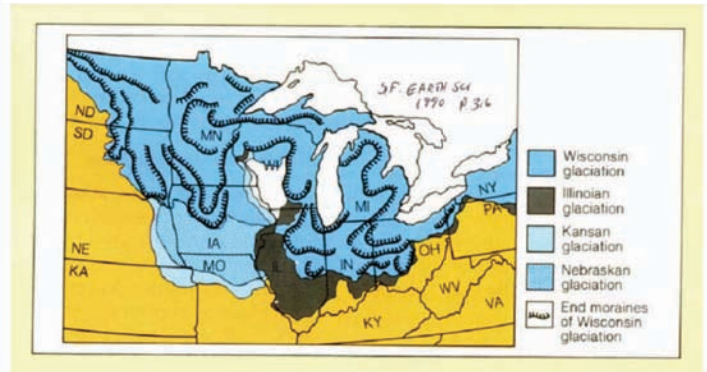 S.F. EARTH SCI
1990 P. 316
ND
SD
MN
WI
MI
NY
PA
NE
IA
KA
MO
IL
IN
OH
WV
VA
KY
Wisconsin
glaciation
Illinoian
glaciation
Kansan
glaciation
Nebraskan
glaciation
End moraines
of Wisconsin
glaciation